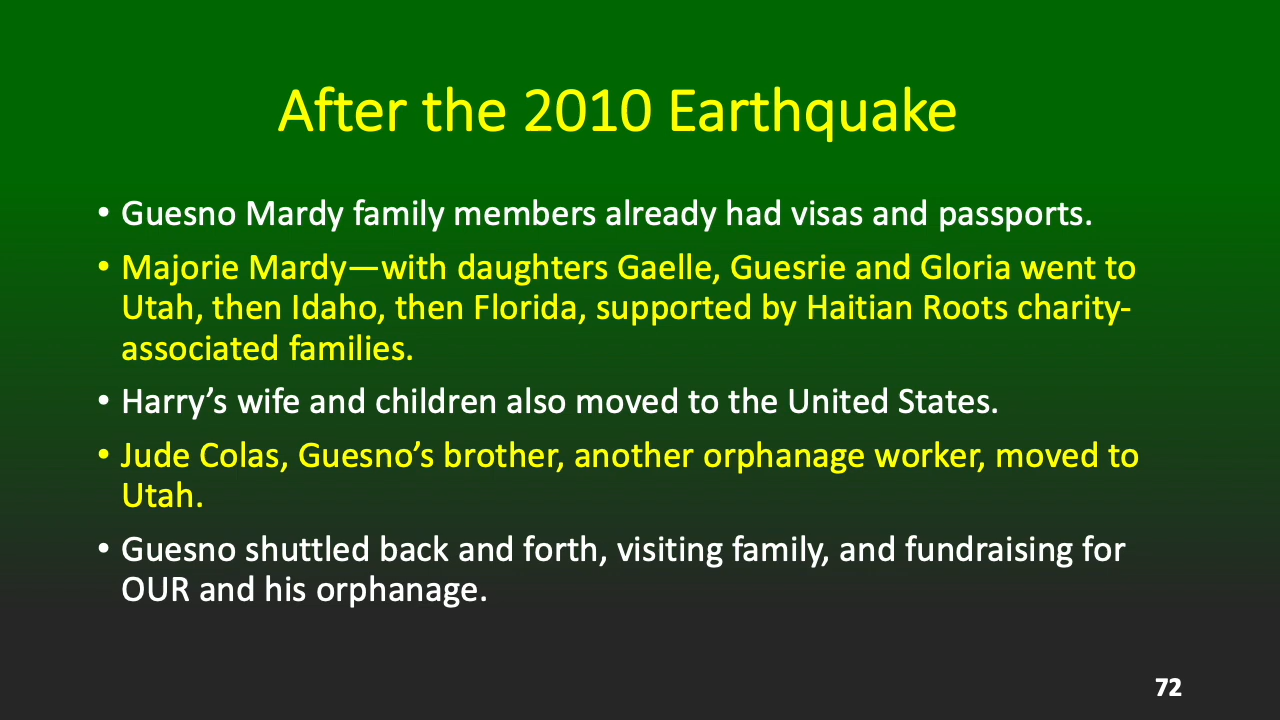 After the 2010 Earthquake
• Guesno Mardy family members already had visas and passports.
• Majorie Mardy—with daughters Gaelle, Guesrie and Gloria went to
Utah, then Idaho, then Florida, supported by Haitian Roots charity-
associated families.
• Harry’s wife and children also moved to the United States.
• Jude Colas, Guesno’s brother, another orphanage worker, moved to
Utah.
• Guesno shuttled back and forth, visiting family, and fundraising for
OUR and his orphanage.
72